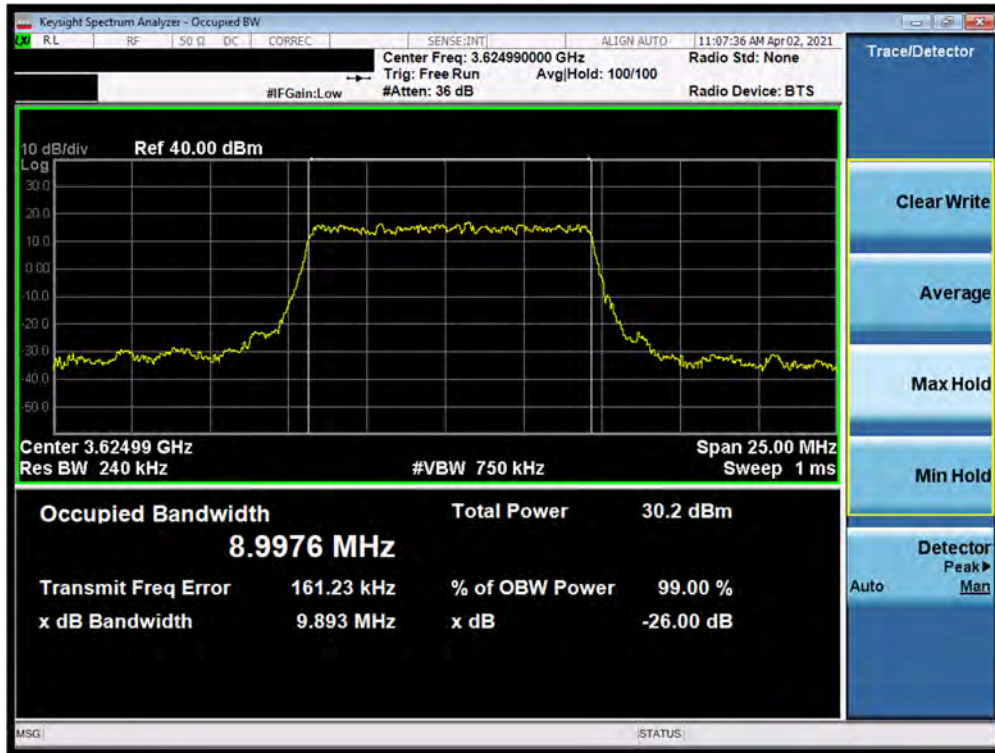 Keysight Spectrum Analyzer - Occupied BW
LXI RL RF 50 Ω DC CORREC SENSE:INT ALIGN AUTO 11:07:36 AM Apr 02, 2021
Center Freq: 3.624990000 GHz Radio Std: None
Trig: Free Run Avg|Hold: 100/100
#IFGain:Low #Atten: 36 dB Radio Device: BTS
Trace/Detector
10 dB/div Ref 40.00 dBm
Log
30.0
20.0
10.0
0.00
-10.0
-20.0
-30.0
-40.0
-50.0
Center 3.62499 GHz Span 25.00 MHz
Res BW 240 kHz #VBW 750 kHz Sweep 1 ms
Occupied Bandwidth Total Power 30.2 dBm
8.9976 MHz
Transmit Freq Error 161.23 kHz % of OBW Power 99.00 %
x dB Bandwidth 9.893 MHz x dB -26.00 dB
Clear Write
Average
Max Hold
Min Hold
Detector
Peak▶
Auto Man
MSG STATUS